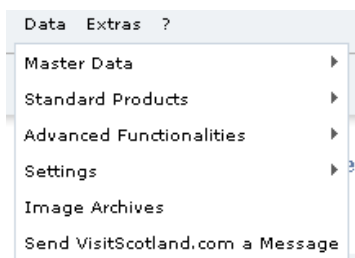 Data Extras ?
Master Data
Standard Products
Advanced Functionalities
Settings
Image Archives
Send VisitScotland.com a Message